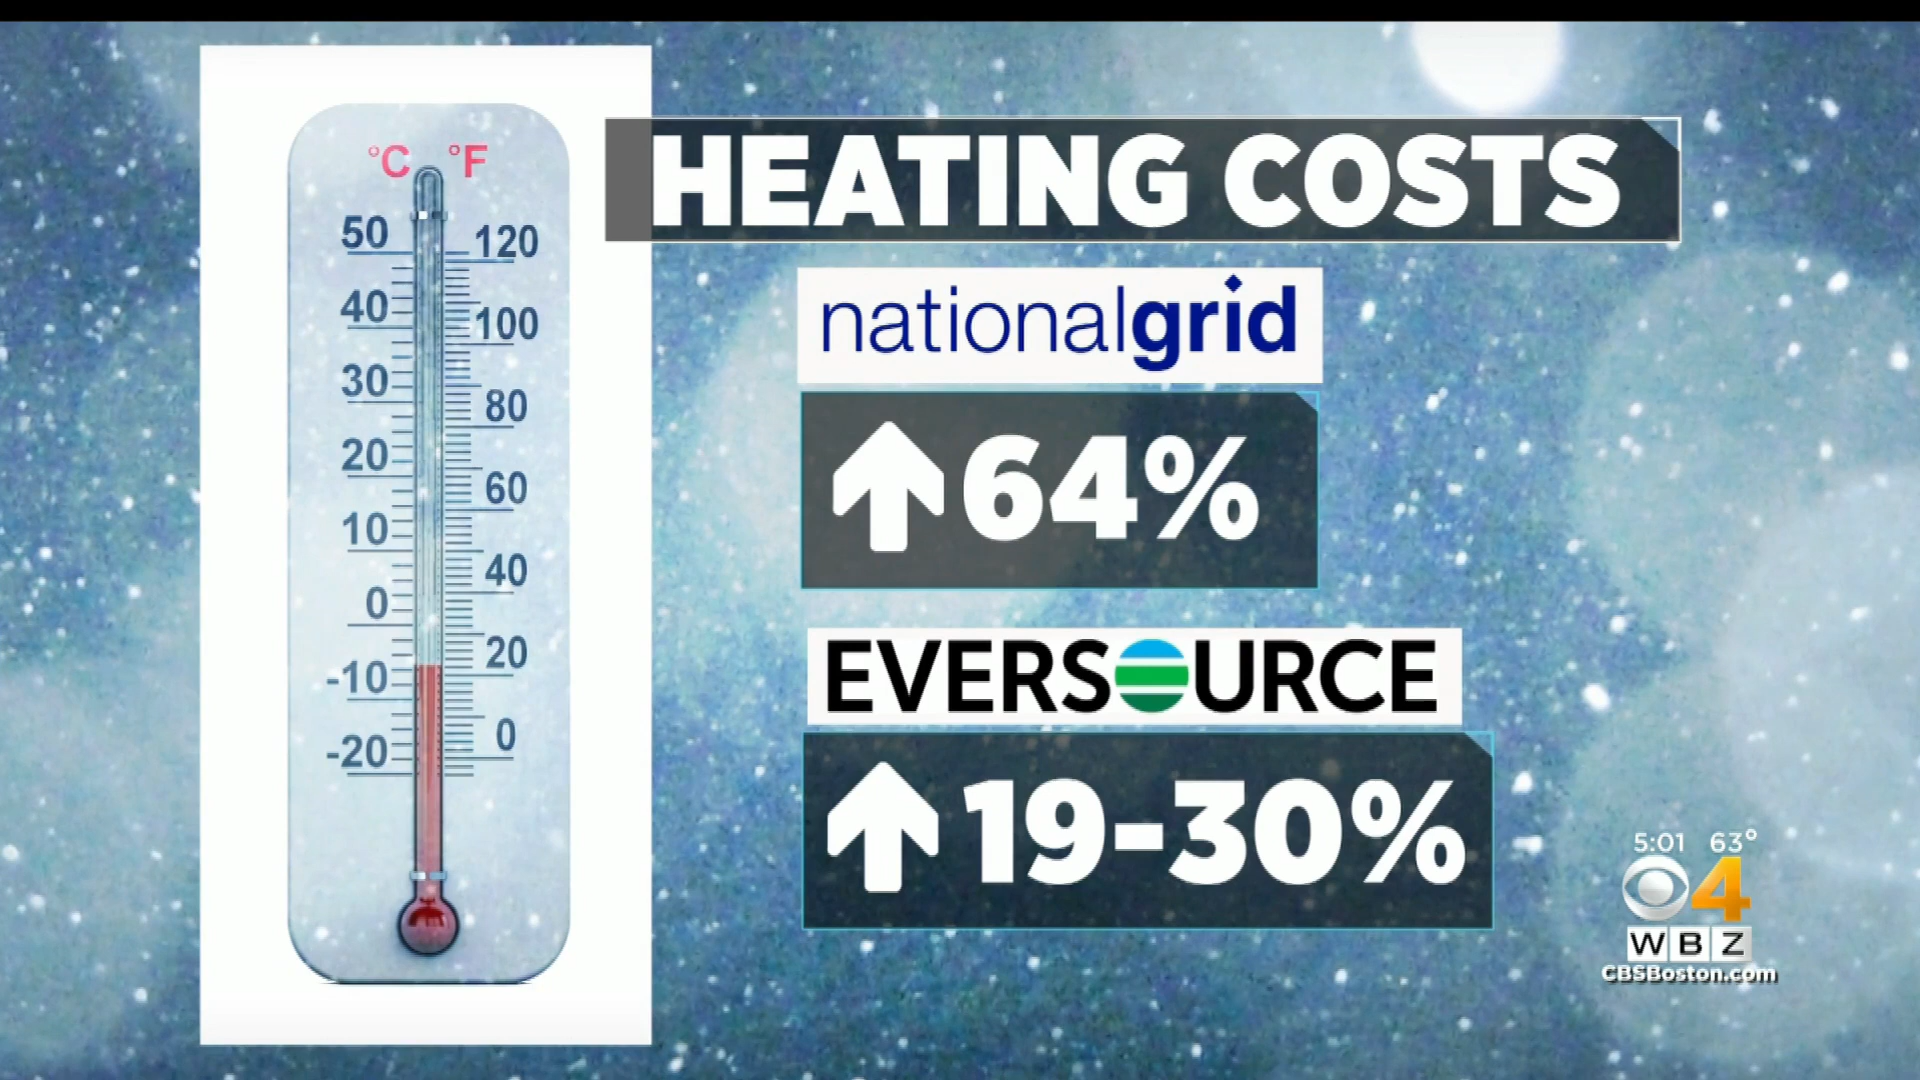 HEATING COSTS
°C °F
50 120
40 100
30 80
20 60
10 40
0 20
-10 0
-20
nationalgrid
64%
EVERSOURCE
19-30%
5:01 63°
4
WBZ
CBSBoston.com